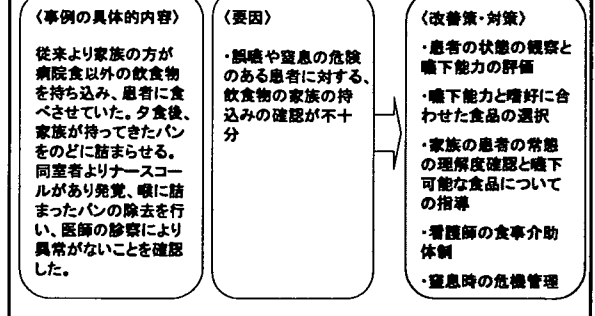 〈事例の具体的内容〉
従来より家族の方が
病院食以外の飲食物
を持ち込み、患者に食
べさせていた。夕食後、
家族が持ってきたパン
をのどに詰まらせる。
同室者よりナースコー
ルがあり発覚、喉に詰
まったパンの除去を行
い、医師の診察により
異常がないことを確認
した。
〈要因〉
・誤嚥や窒息の危険
のある患者に対する、
飲食物の家族の持
込みの確認が不十
分
〈改善策・対策〉
・患者の状態の観察と
嚥下能力の評価
・嚥下能力と嗜好に合
わせた食品の選択
・家族の患者の常態
の理解度確認と嚥下
可能な食品について
の指導
・看護師の食事介助
体制
・窒息時の危機管理